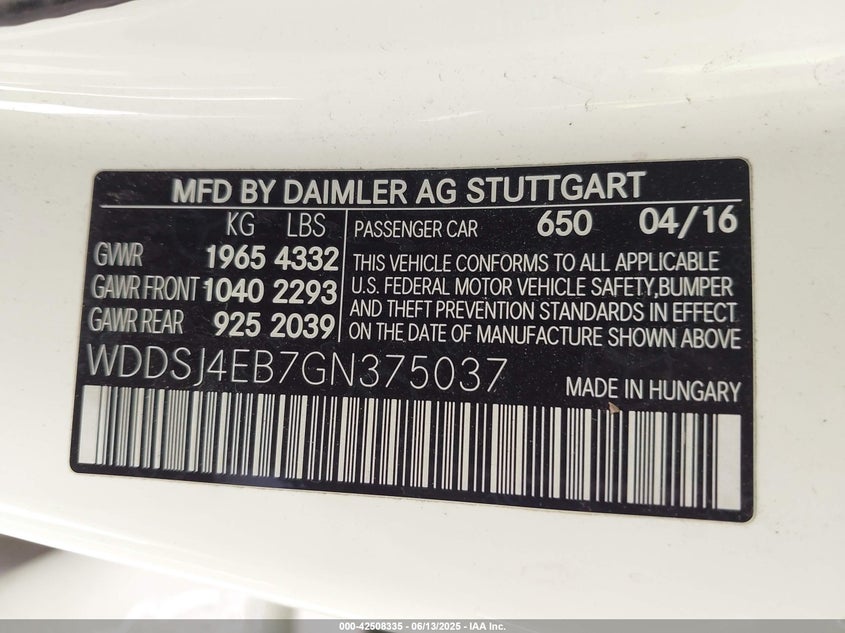 MFD BY DAIMLER AG STUTTGART
KG LBS
GVWR 1965 4332
GAWR FRONT 1040 2293
GAWR REAR 925 2039
PASSENGER CAR 650 04/16
THIS VEHICLE CONFORMS TO ALL APPLICABLE
U.S. FEDERAL MOTOR VEHICLE SAFETY,BUMPER
AND THEFT PREVENTION STANDARDS IN EFFECT
ON THE DATE OF MANUFACTURE SHOWN ABOVE
WDDSJ4EB7GN375037
MADE IN HUNGARY
000-42508335 - 06/13/2025 - IAA Inc.